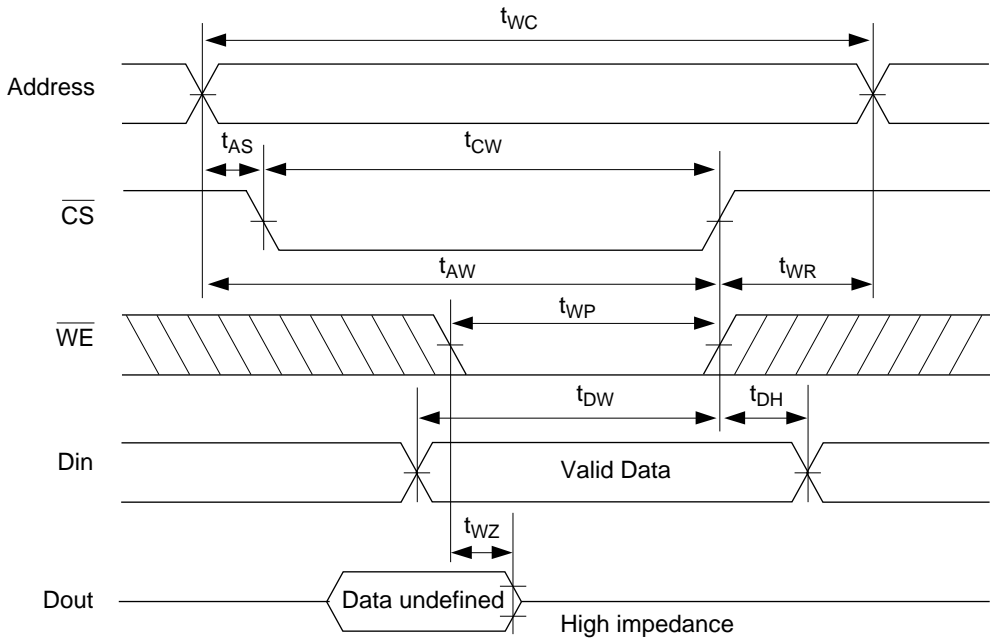 tWC
Address
tAS
tCW
CS
tAW
tWR
WE
tWP
tDW
tDH
Din
Valid Data
tWZ
Dout
Data undefined
High impedance